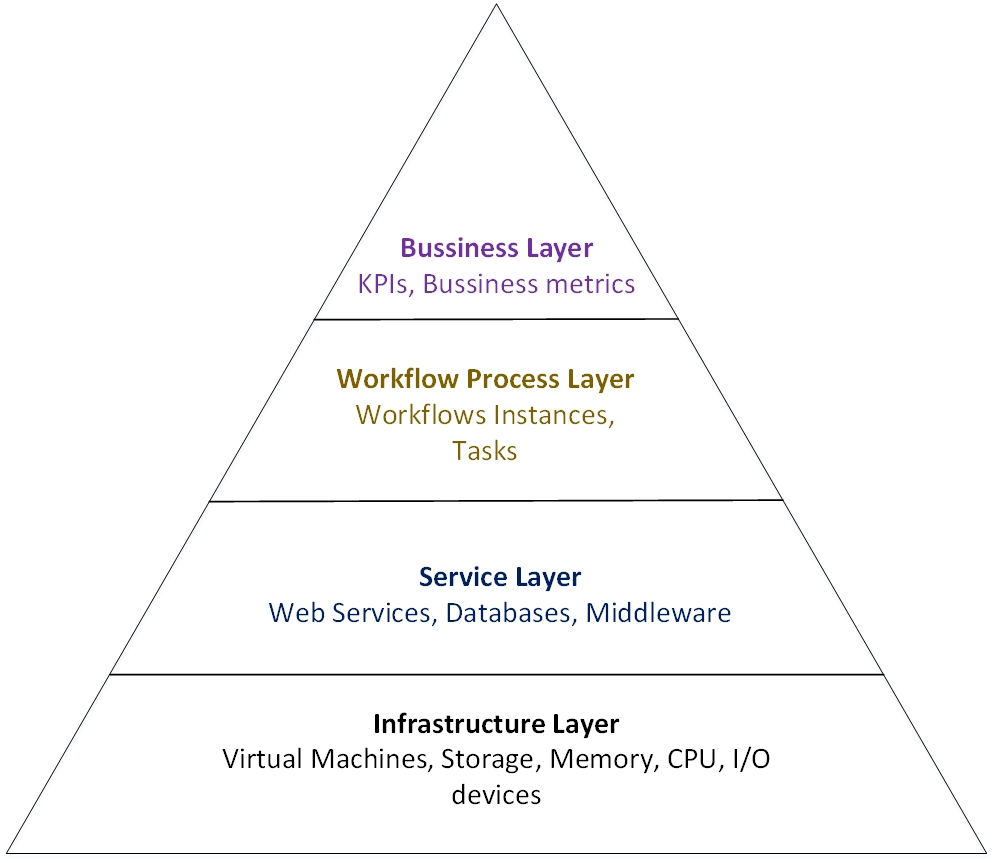 Bussiness Layer
KPIs, Bussiness metrics
Workflow Process Layer
Workflows Instances,
Tasks
Service Layer
Web Services, Databases, Middleware
Infrastructure Layer
Virtual Machines, Storage, Memory, CPU, I/O
devices